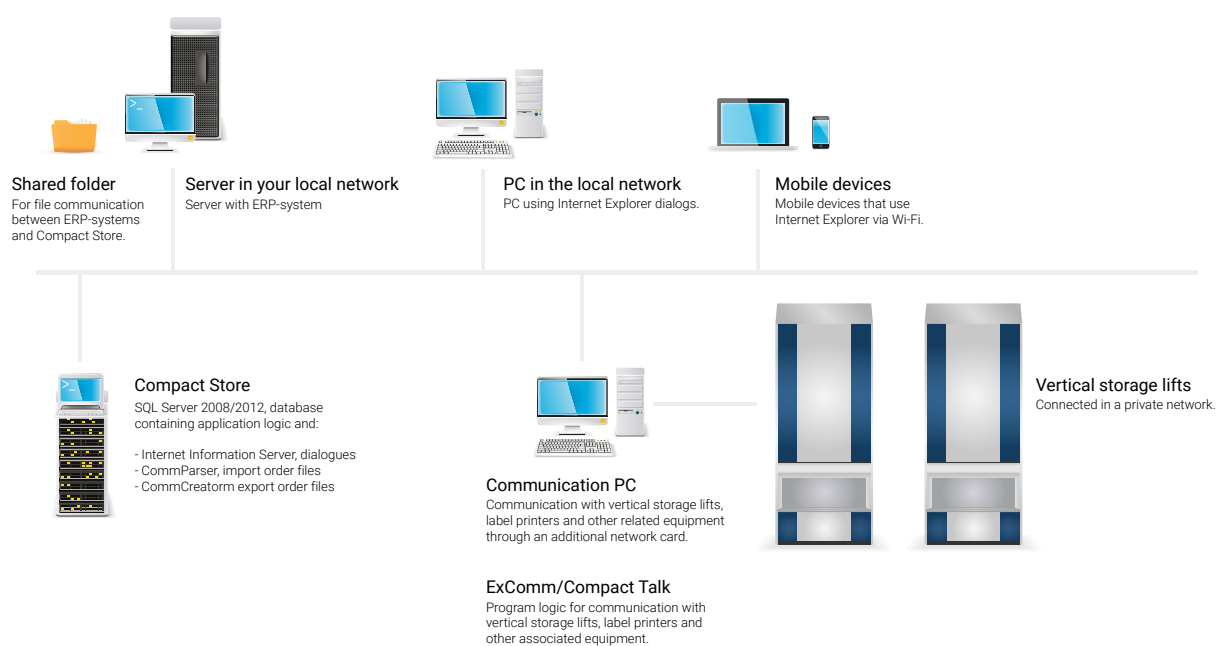 Shared folder
For file communication
between ERP-systems
and Compact Store.
Server in your local network
Server with ERP-system
PC in the local network
PC using Internet Explorer dialogs.
Mobile devices
Mobile devices that use
Internet Explorer via Wi-Fi.
Compact Store
SQL Server 2008/2012, database
containing application logic and:
- Internet Information Server, dialogues
- CommParser, import order files
- CommCreatorm export order files
Communication PC
Communication with vertical storage lifts,
label printers and other related equipment
through an additional network card.
ExComm/Compact Talk
Program logic for communication with
vertical storage lifts, label printers and
other associated equipment.
Vertical storage lifts
Connected in a private network.